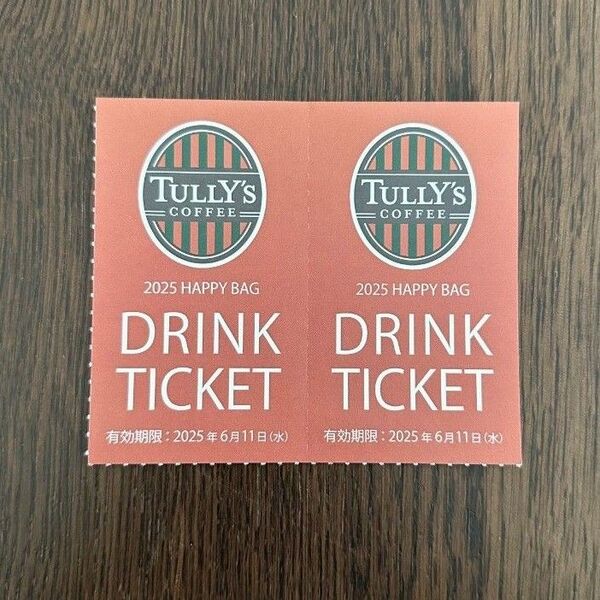 TULLY'S
COFFEE
2025 HAPPY BAG
DRINK
TICKET
有効期限：2025年6月11日（水）
TULLY'S
COFFEE
2025 HAPPY BAG
DRINK
TICKET
有効期限：2025年6月11日（水）